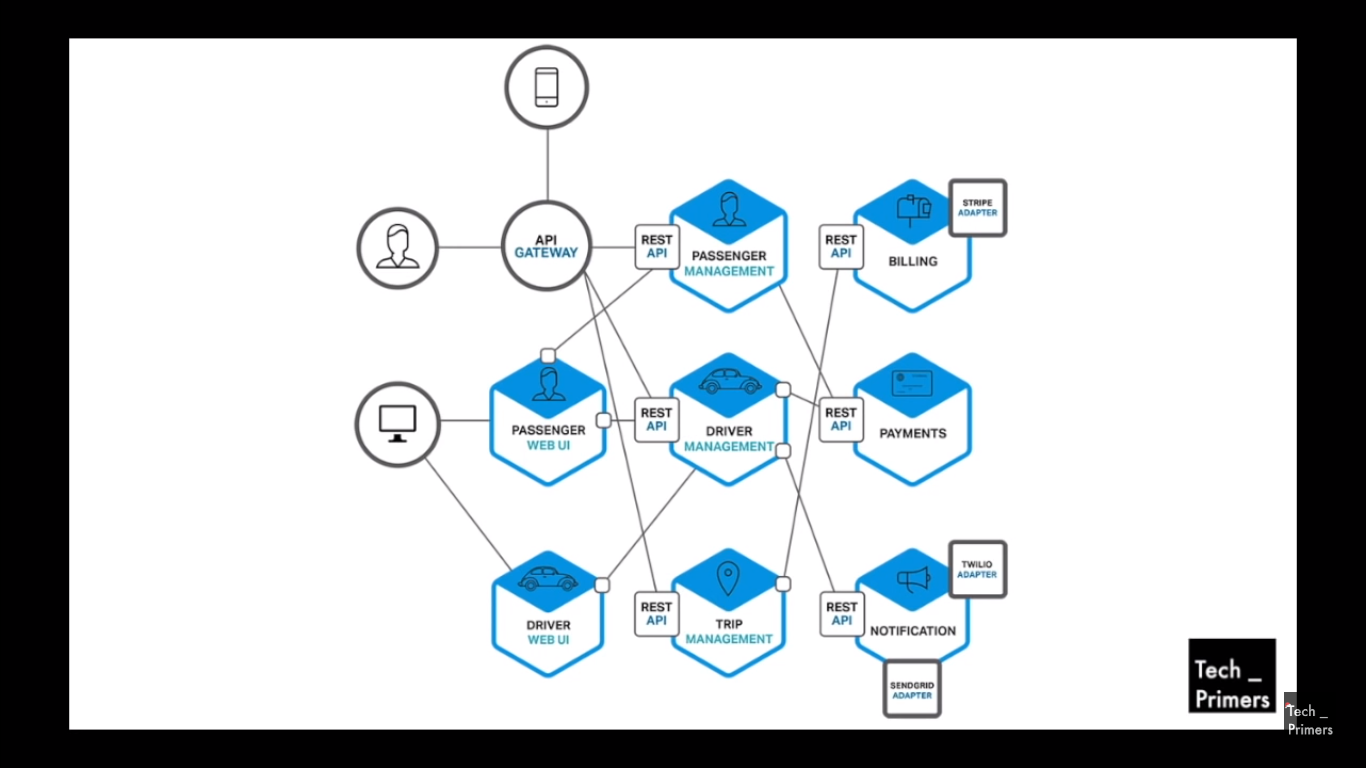 API
GATEWAY
REST
API
PASSENGER
MANAGEMENT
REST
API
BILLING
STRIPE
ADAPTER
PASSENGER
WEB UI
REST
API
DRIVER
MANAGEMENT
REST
API
PAYMENTS
DRIVER
WEB UI
REST
API
TRIP
MANAGEMENT
REST
API
NOTIFICATION
TWILIO
ADAPTER
SENDGRID
ADAPTER
Tech _
Primers
Tech _
Primers